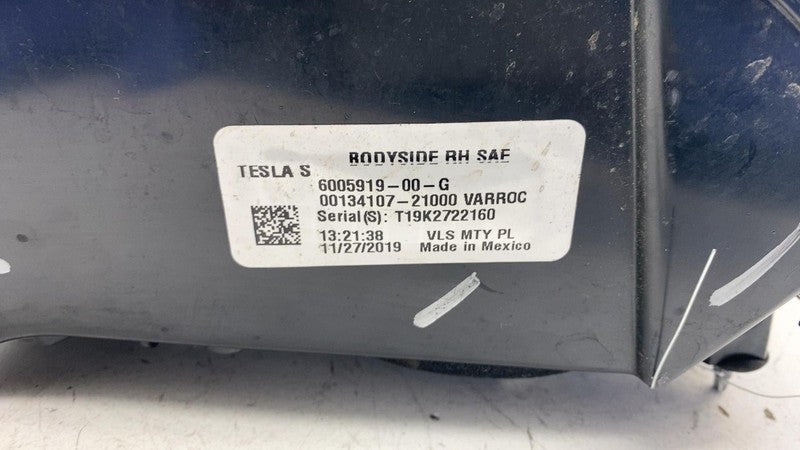 BODYSIDE RH SAE
TESLA S
6005919-00-G
00134107-21000 VARROC
Serial(S): T19K2722160
13:21:38 VLS MTY PL
11/27/2019 Made in Mexico